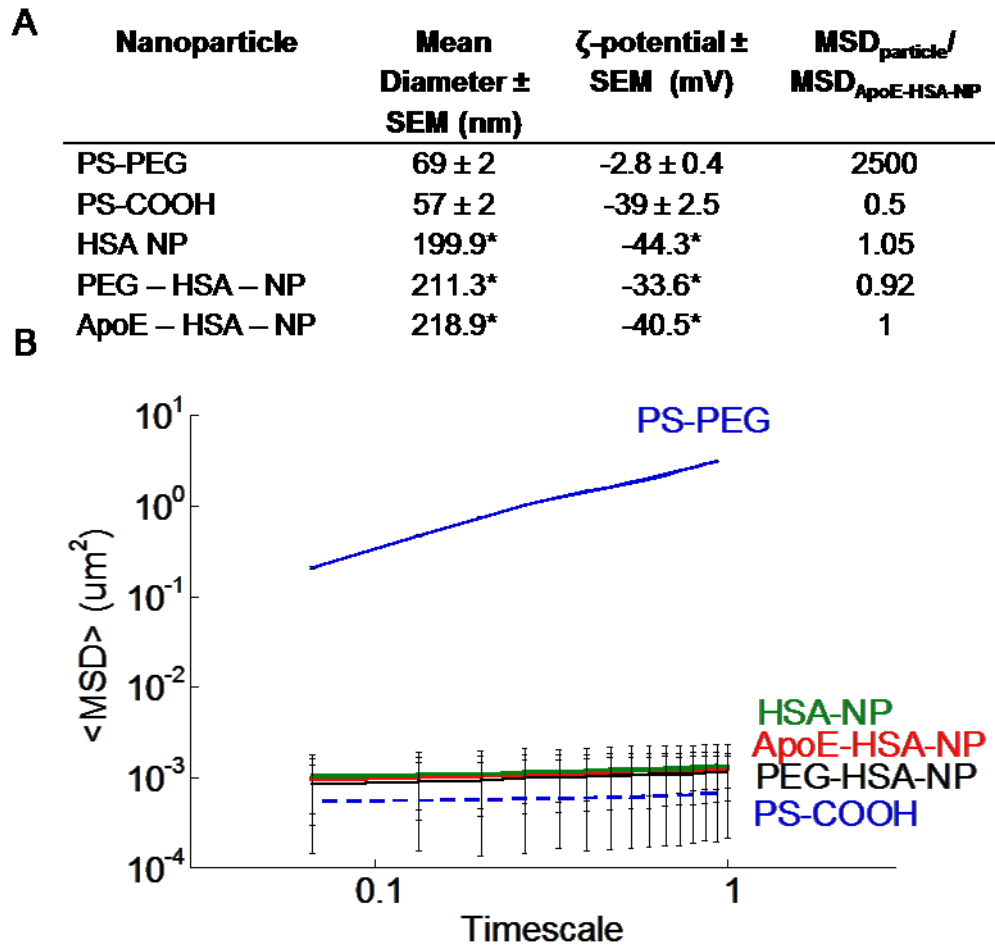 A
Nanoparticle Mean Diameter ± SEM (nm) ζ-potential ± SEM (mV) MSDparticle/ MSDApoE-HSA-NP
PS-PEG 69 ± 2 -2.8 ± 0.4 2500
PS-COOH 57 ± 2 -39 ± 2.5 0.5
HSA NP 199.9* -44.3* 1.05
PEG – HSA – NP 211.3* -33.6* 0.92
ApoE – HSA – NP 218.9* -40.5* 1
B
<MSD> (um²)
10¹
10⁰
10⁻¹
10⁻²
10⁻³
10⁻⁴
PS-PEG
HSA-NP
ApoE-HSA-NP
PEG-HSA-NP
PS-COOH
0.1 1
Timescale